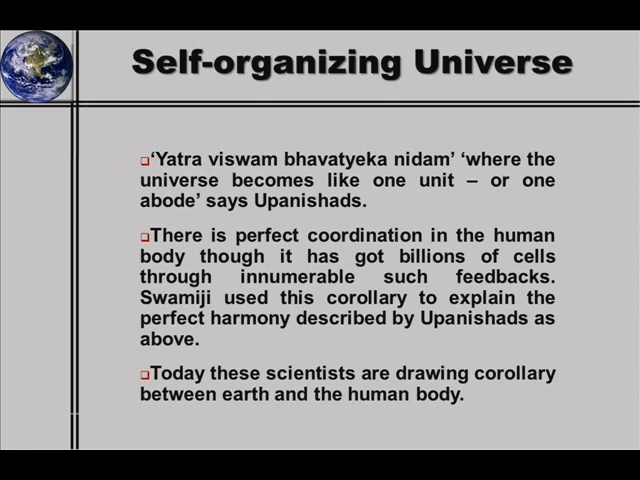 Self-organizing Universe
‘Yatra viswam bhavatyeka nidam’ ‘where the
universe becomes like one unit – or one
abode’ says Upanishads.
There is perfect coordination in the human
body though it has got billions of cells
through innumerable such feedbacks.
Swamiji used this corollary to explain the
perfect harmony described by Upanishads as
above.
Today these scientists are drawing corollary
between earth and the human body.